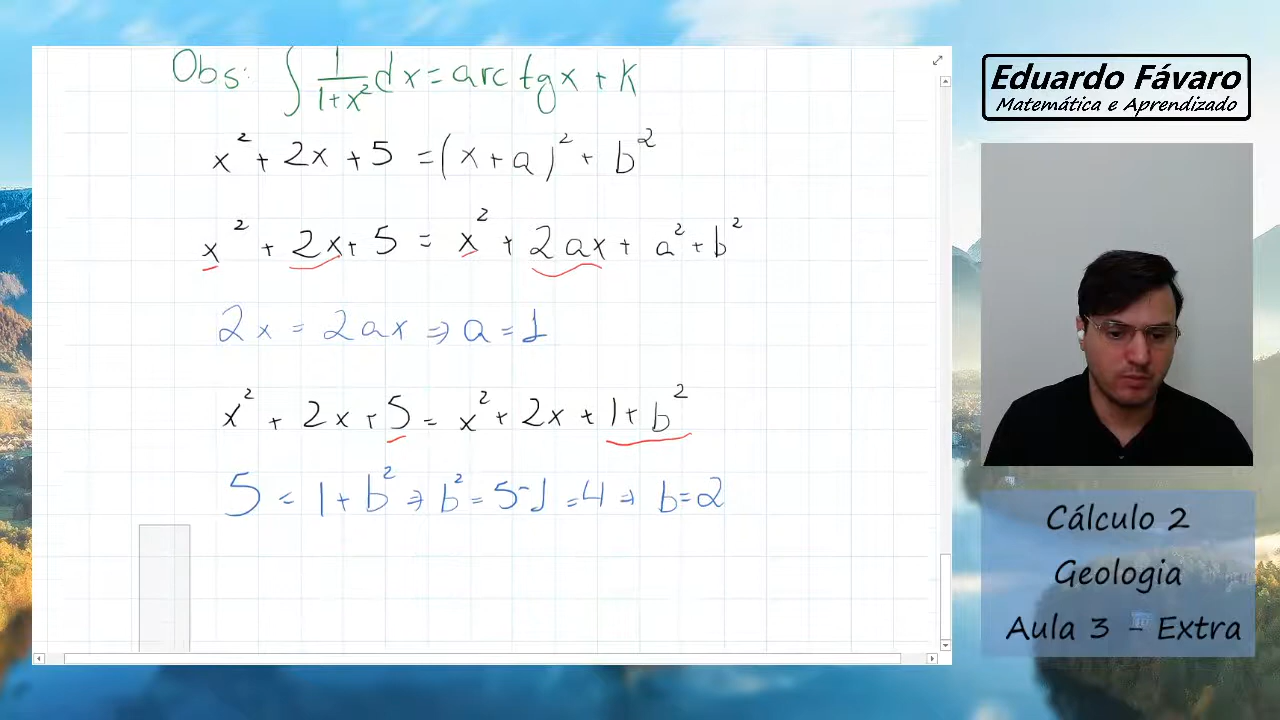 Obs: ∫ 1/(1+x²) dx = arc tg x + K
x² + 2x + 5 = (x + a)² + b²
x² + 2x + 5 = x² + 2ax + a² + b²
2x = 2ax ⇒ a = 1
x² + 2x + 5 = x² + 2x + 1 + b²
5 = 1 + b² ⇒ b² = 5 - 1 = 4 ⇒ b = 2
Eduardo Fávaro
Matemática e Aprendizado
Cálculo 2
Geologia
Aula 3 - Extra